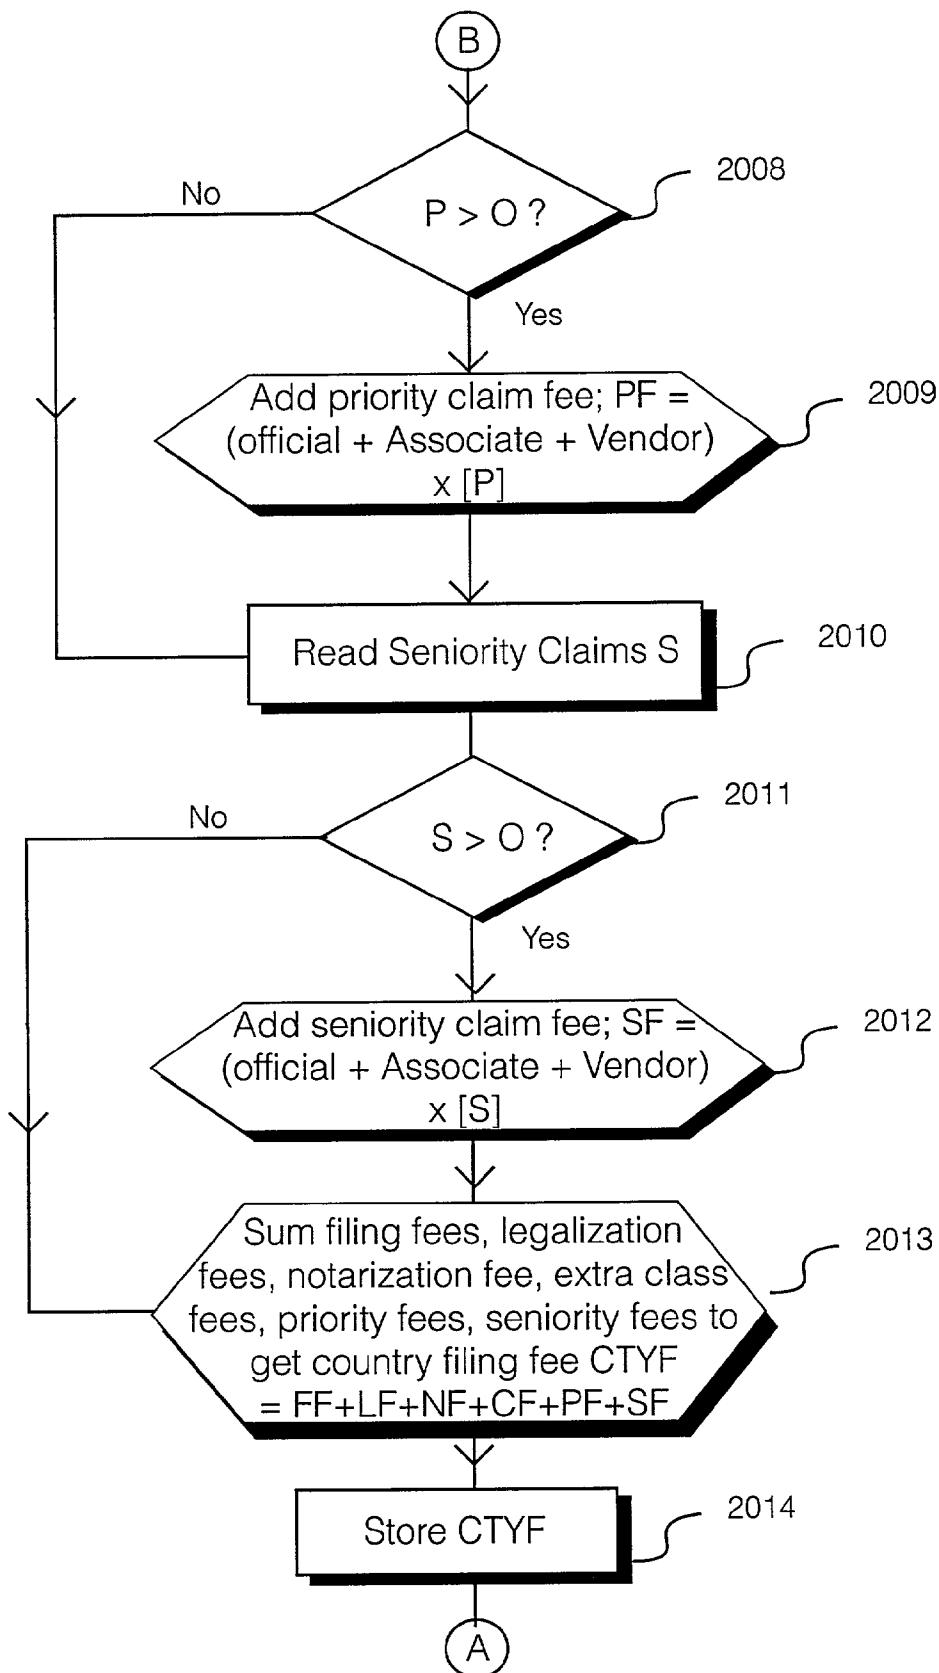 B
P > O ?
2008
No
Yes
Add priority claim fee; PF =
(official + Associate + Vendor)
x [P]
2009
Read Seniority Claims S
2010
S > O ?
2011
No
Yes
Add seniority claim fee; SF =
(official + Associate + Vendor)
x [S]
2012
Sum filing fees, legalization
fees, notarization fee, extra class
fees, priority fees, seniority fees to
get country filing fee CTYF
= FF+LF+NF+CF+PF+SF
2013
Store CTYF
2014
A